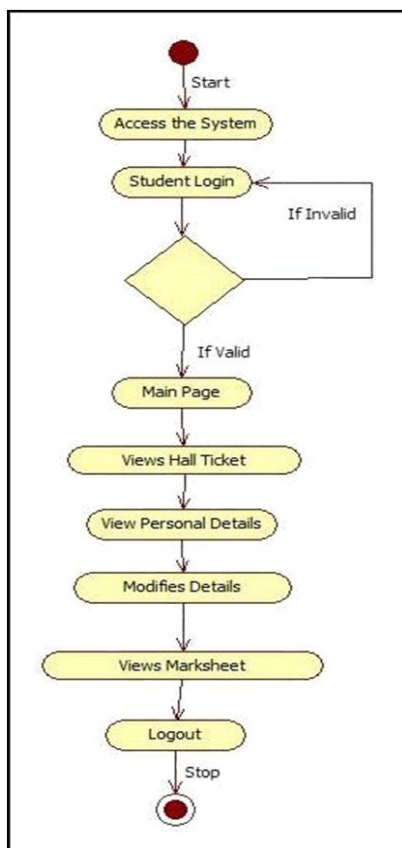 Start
Access the System
Student Login
If Invalid
If Valid
Main Page
Views Hall Ticket
View Personal Details
Modifies Details
Views Marksheet
Logout
Stop